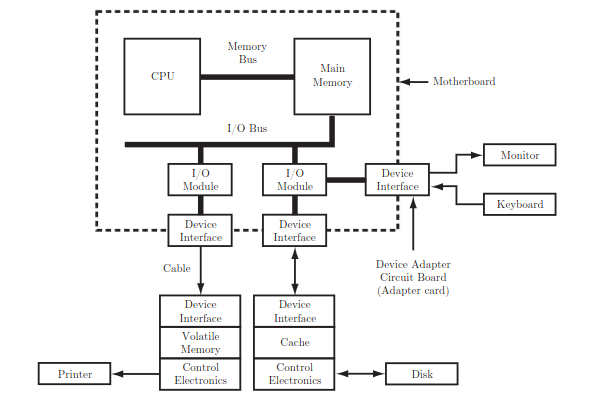 Memory
Bus
CPU
Main
Memory
Motherboard
I/O Bus
Monitor
I/O
Module
I/O
Module
Device
Interface
Keyboard
Device
Interface
Device
Interface
Device Adapter
Circuit Board
(Adapter card)
Cable
Device
Interface
Device
Interface
Volatile
Memory
Cache
Printer
Control
Electronics
Control
Electronics
Disk